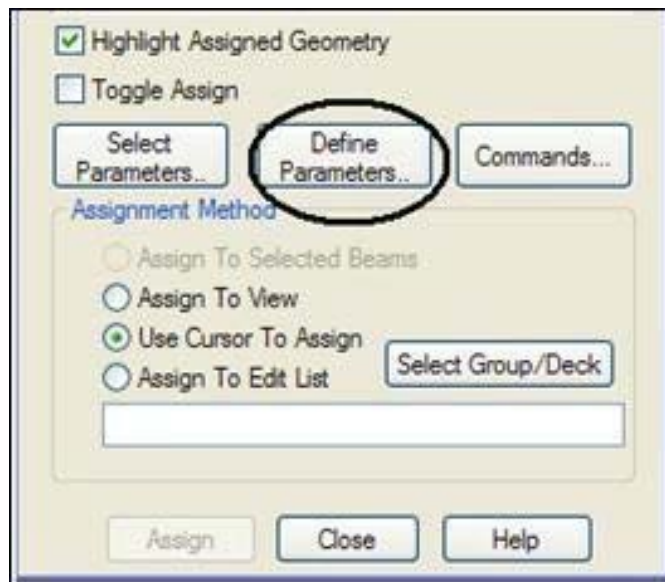 Highlight Assigned Geometry
Toggle Assign
Select
Parameters..
Define
Parameters..
Commands...
Assignment Method
Assign To Selected Beams
Assign To View
Use Cursor To Assign
Assign To Edit List
Select Group/Deck
Assign
Close
Help